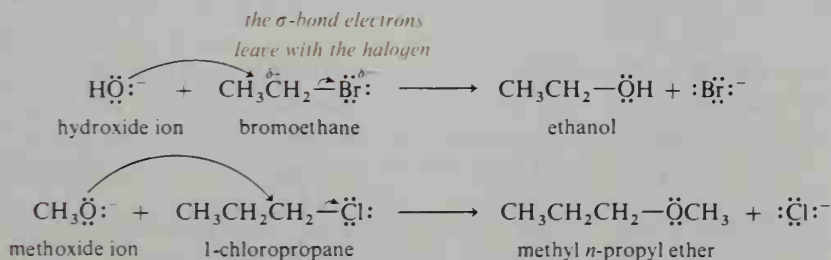 the σ-bond electrons
leave with the halogen
HÖ:⁻ + CH₃CH₂—Br: ⟶ CH₃CH₂—ÖH + :Br:⁻
δ- δ-
hydroxide ion bromoethane ethanol
CH₃Ö:⁻ + CH₃CH₂CH₂—Cl: ⟶ CH₃CH₂CH₂—ÖCH₃ + :Cl:⁻
methoxide ion 1-chloropropane methyl n-propyl ether